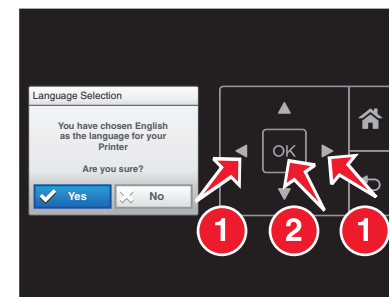 Language Selection
You have chosen English
as the language for your
Printer
Are you sure?
Yes
No
OK
1
2
1